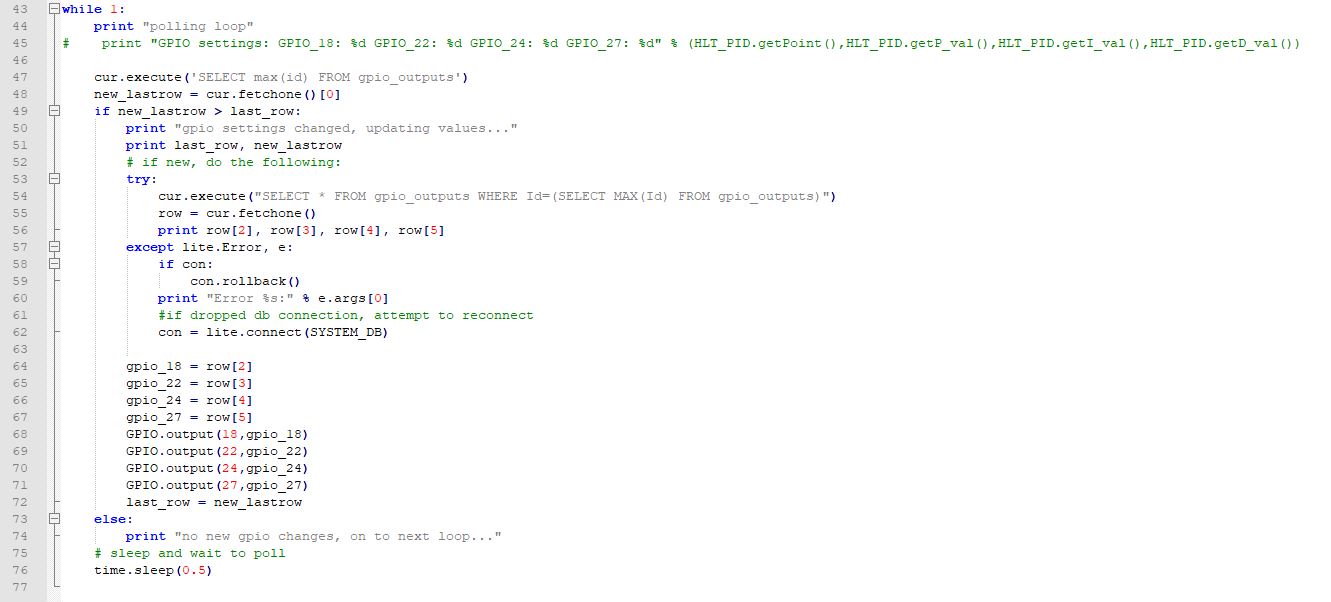 43 while 1:
44     print "polling loop"
45 #    print "GPIO settings: GPIO_18: %d GPIO_22: %d GPIO_24: %d GPIO_27: %d" % (HLT_PID.getPoint(),HLT_PID.getP_val(),HLT_PID.getI_val(),HLT_PID.getD_val())
46
47     cur.execute('SELECT max(id) FROM gpio_outputs')
48     new_lastrow = cur.fetchone()[0]
49     if new_lastrow > last_row:
50         print "gpio settings changed, updating values..."
51         print last_row, new_lastrow
52         # if new, do the following:
53         try:
54             cur.execute("SELECT * FROM gpio_outputs WHERE Id=(SELECT MAX(Id) FROM gpio_outputs)")
55             row = cur.fetchone()
56             print row[2], row[3], row[4], row[5]
57         except lite.Error, e:
58             if con:
59                 con.rollback()
60             print "Error %s:" % e.args[0]
61             #if dropped db connection, attempt to reconnect
62             con = lite.connect(SYSTEM_DB)
63
64         gpio_18 = row[2]
65         gpio_22 = row[3]
66         gpio_24 = row[4]
67         gpio_27 = row[5]
68         GPIO.output(18,gpio_18)
69         GPIO.output(22,gpio_22)
70         GPIO.output(24,gpio_24)
71         GPIO.output(27,gpio_27)
72         last_row = new_lastrow
73     else:
74         print "no new gpio changes, on to next loop..."
75     # sleep and wait to poll
76     time.sleep(0.5)
77